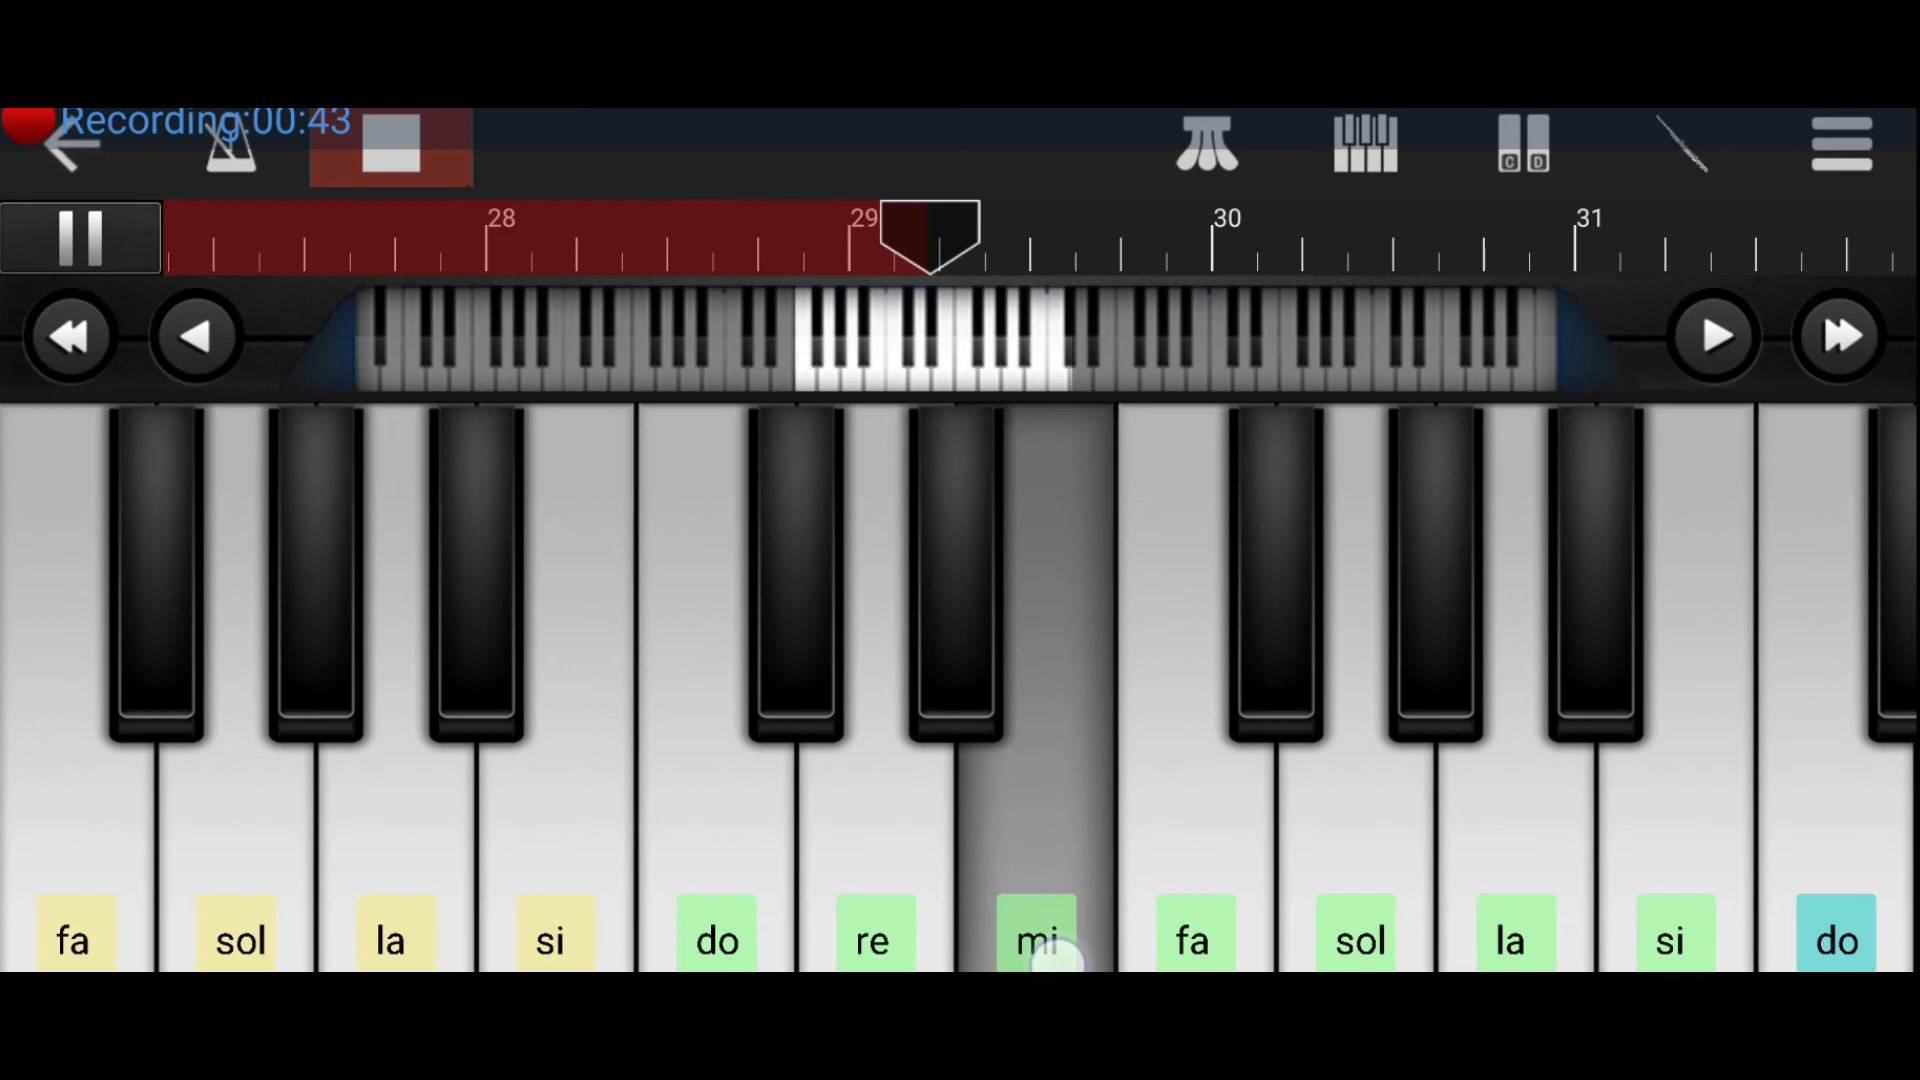 Recording:00:43
C D
28 29 30 31
fa sol la si do re mi fa sol la si do